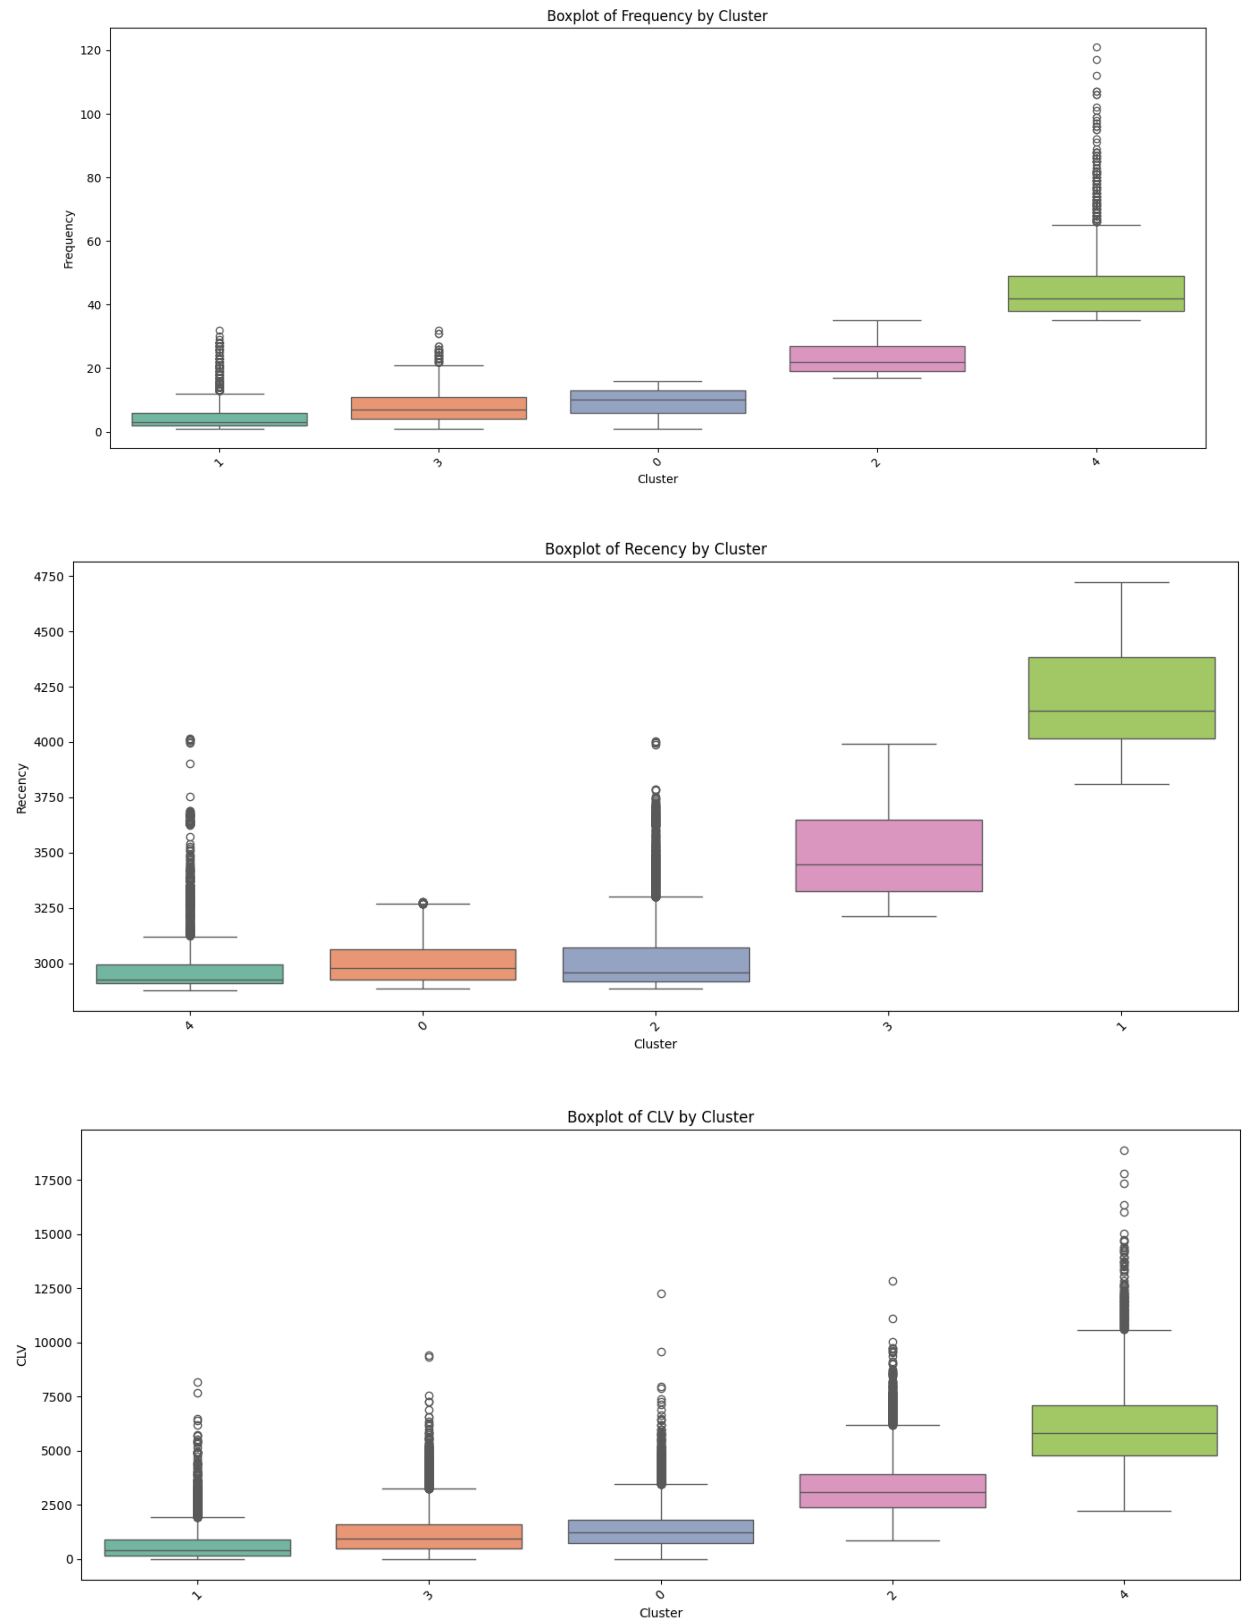 Boxplot of Frequency by Cluster
120
100
80
60
40
20
0
Frequency
1 3 0 2 4
Cluster
Boxplot of Recency by Cluster
4750
4500
4250
4000
3750
3500
3250
3000
Recency
4 0 2 3 1
Cluster
Boxplot of CLV by Cluster
17500
15000
12500
10000
7500
5000
2500
0
CLV
1 3 0 2 4
Cluster